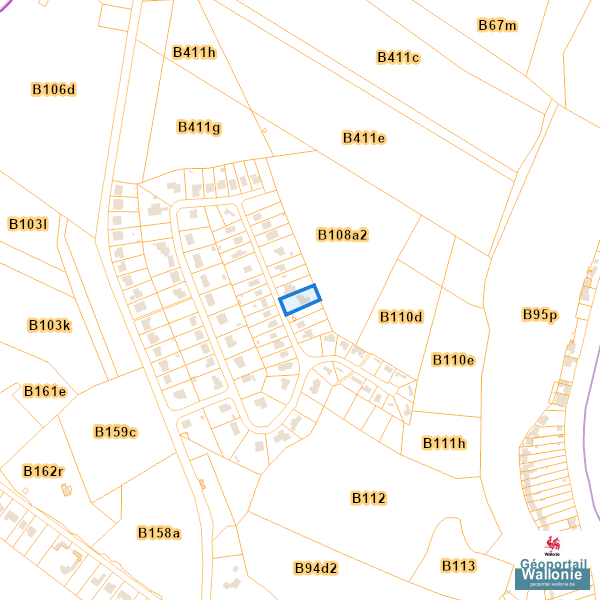 B67m
B411h
B411c
B106d
B411g
B411e
B103l
B108a2
B110d
B95p
B103k
B110e
B161e
B159c
B111h
B162r
B112
B158a
B94d2
B113
Wallonie
Géoportail
Wallonie
geoportail.wallonie.be